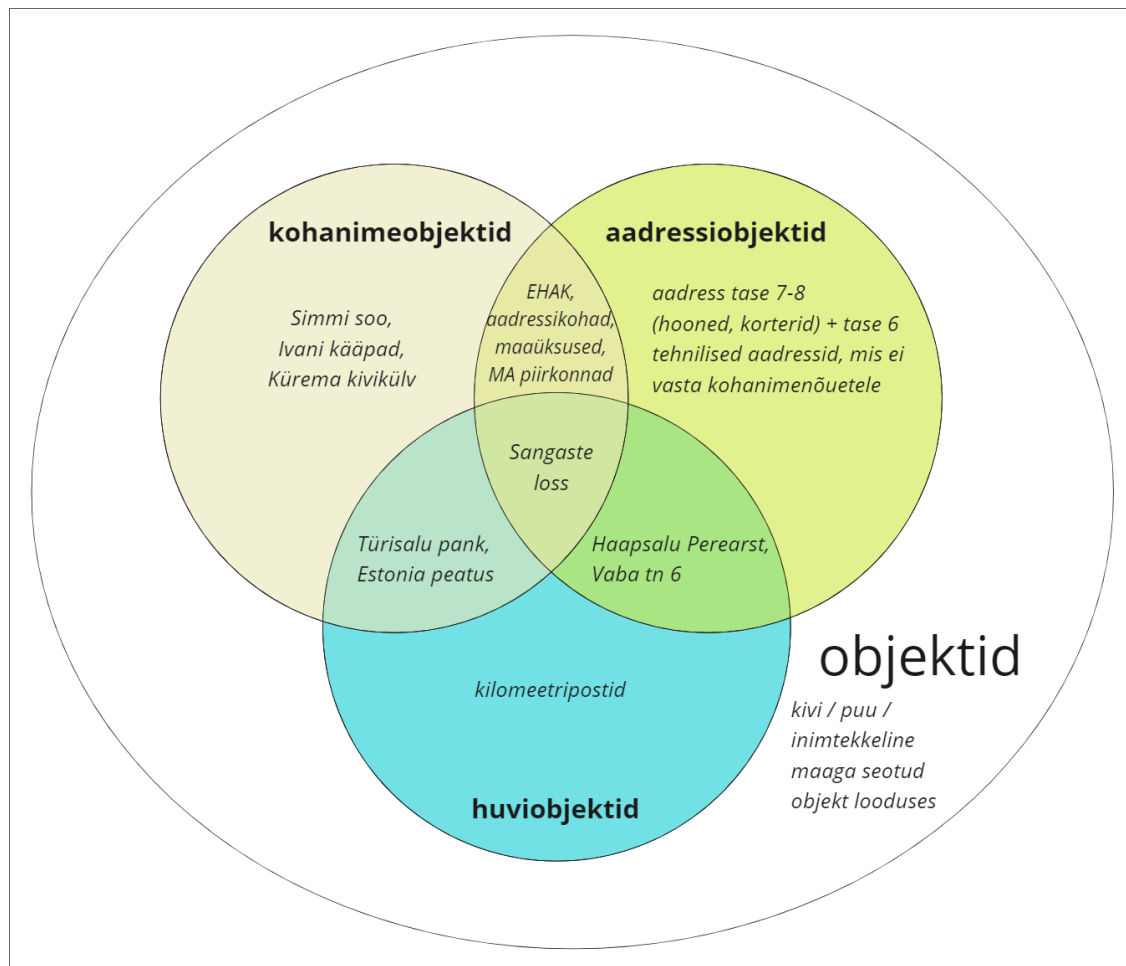 kohanimeobjektid
Simmi soo,
Ivani kääpad,
Kürema kivikülv
EHAK,
aadressikohad,
maaüksused,
MA piirkonnad
aadressiobjektid
aadress tase 7-8
(hooned, korterid) + tase 6
tehnilised aadressid, mis ei
vasta kohanimenõuetele
Sangaste
loss
Türisalu pank,
Estonia peatus
Haapsalu Perearst,
Vaba tn 6
kilomeetripostid
huviobjektid
objektid
kivi / puu /
inimtekkeline
maaga seotud
objekt looduses